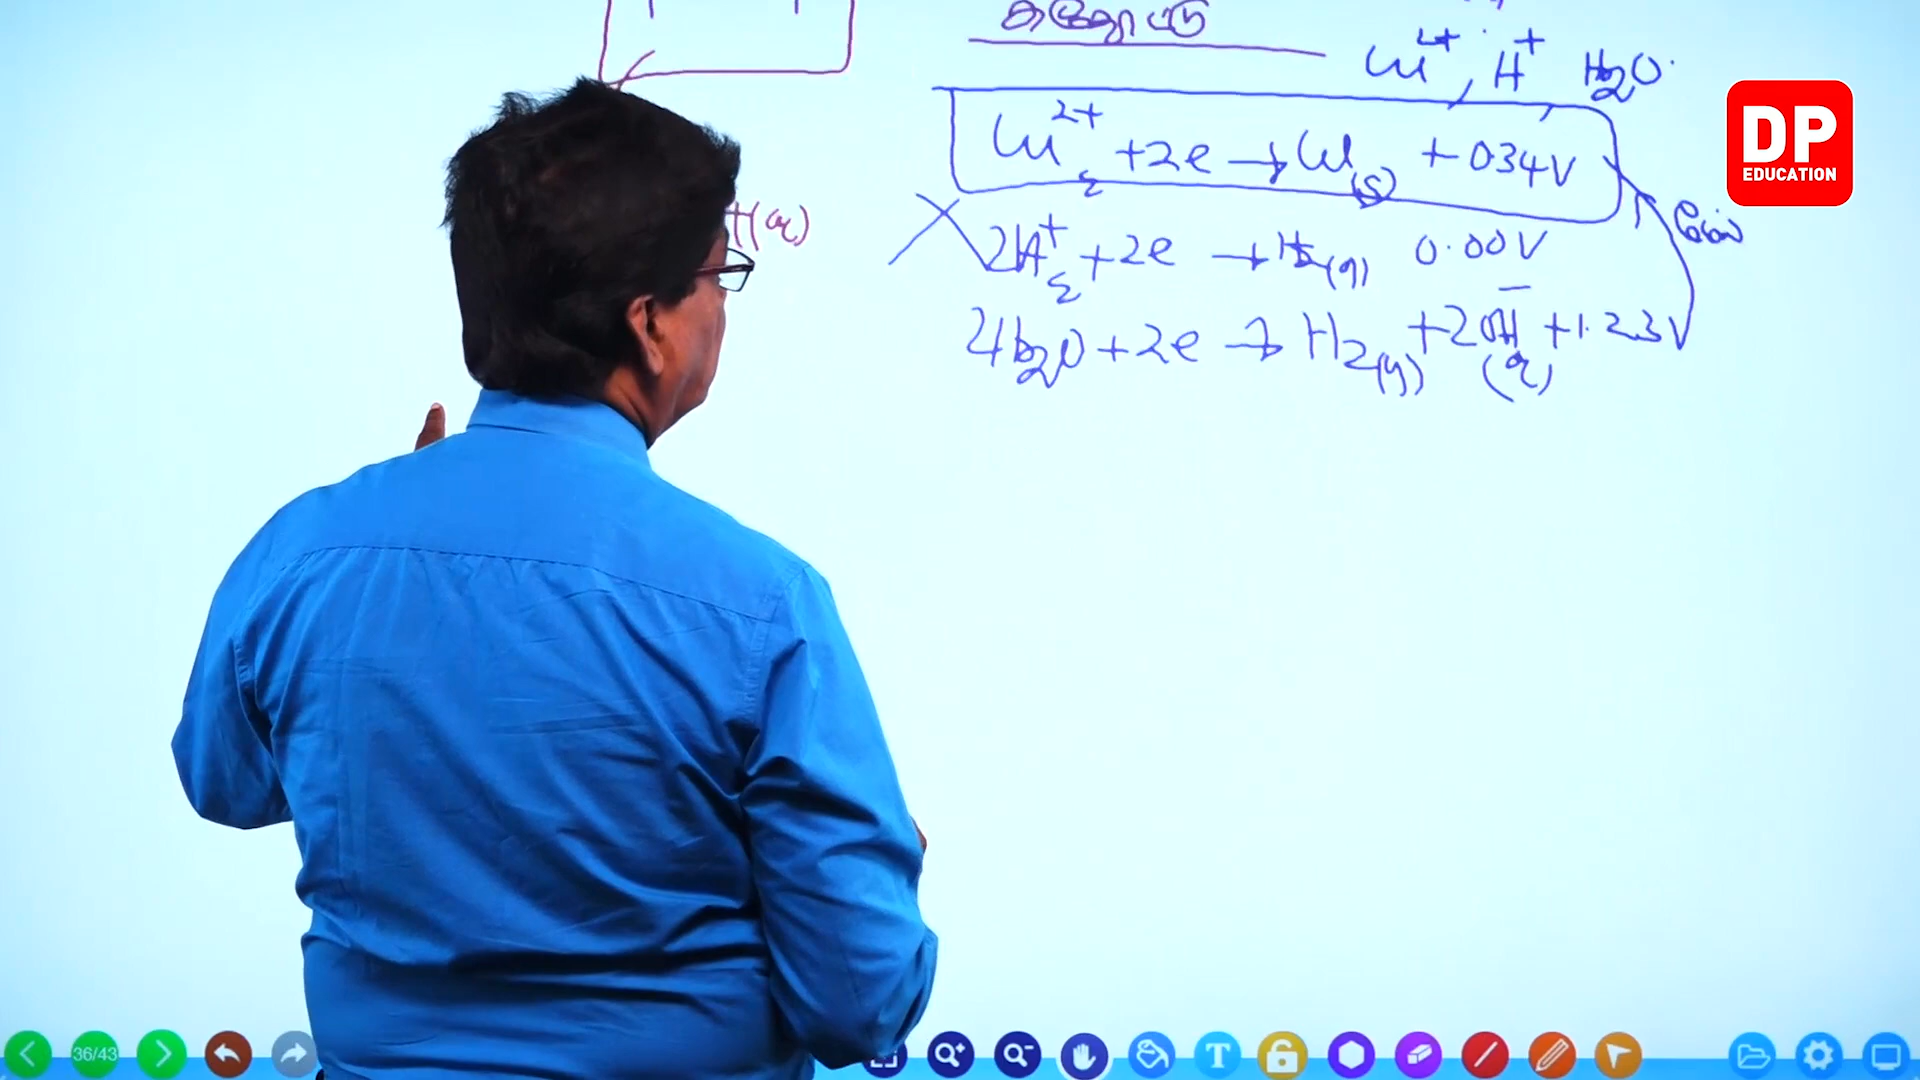 கதோட்டு
Cu²⁺, H⁺ H₂O
Cu²⁺ + 2e → Cu(s) + 0.34V
2H⁺ + 2e → H₂(g) 0.00V
2H₂O + 2e → H₂(g) + 2OH⁻ + 1.23V
DP
EDUCATION
36/43
T